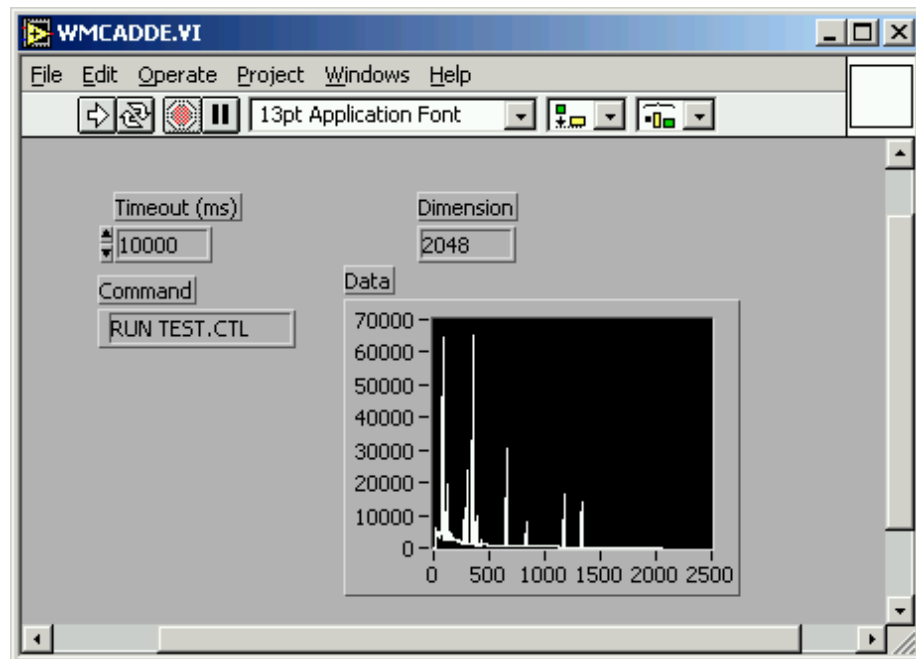 WMCADDE.VI
File Edit Operate Project Windows Help
13pt Application Font
Timeout (ms)
10000
Dimension
2048
Command
RUN TEST.CTL
Data
70000
60000
50000
40000
30000
20000
10000
0
0 500 1000 1500 2000 2500